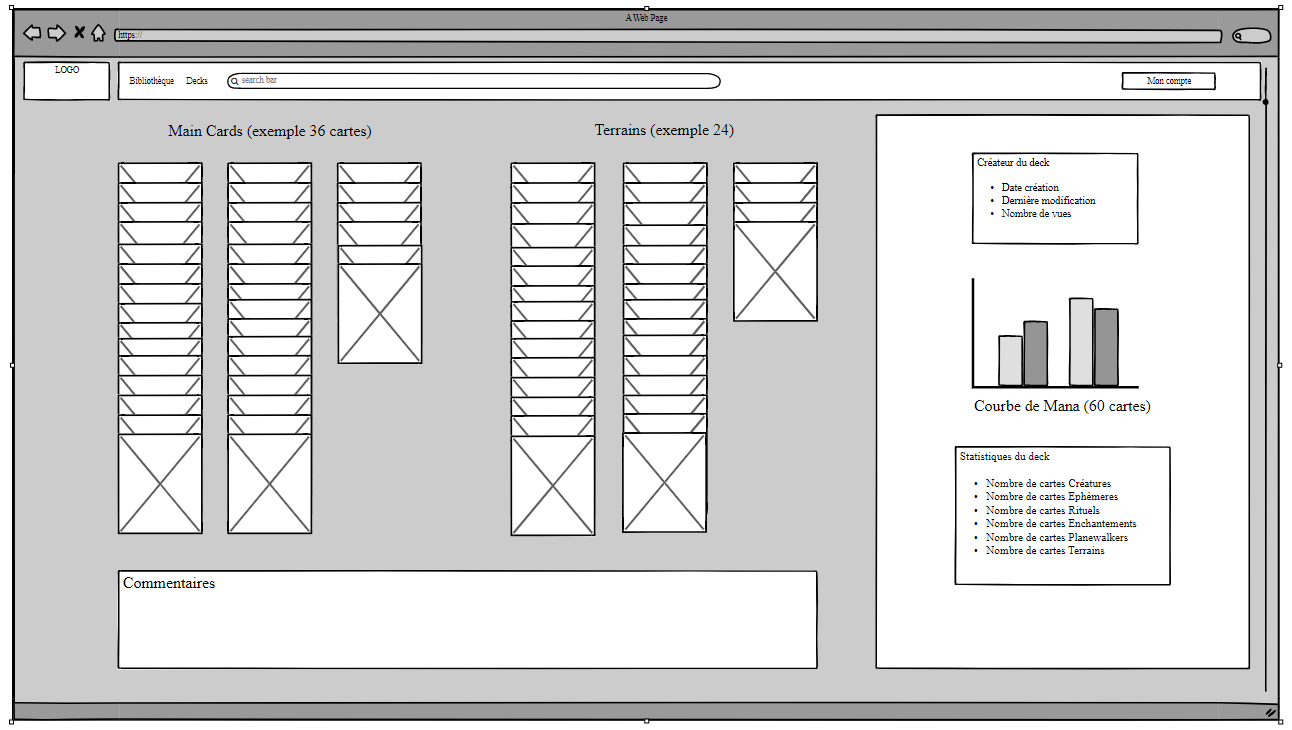 A Web Page
https://
LOGO
Bibliothèque
Decks
search bar
Mon compte
Main Cards (exemple 36 cartes)
Terrains (exemple 24)
Créateur du deck
• Date création
• Dernière modification
• Nombre de vues
Courbe de Mana (60 cartes)
Statistiques du deck
• Nombre de cartes Créatures
• Nombre de cartes Ephèmeres
• Nombre de cartes Rituels
• Nombre de cartes Enchantements
• Nombre de cartes Planewalkers
• Nombre de cartes Terrains
Commentaires